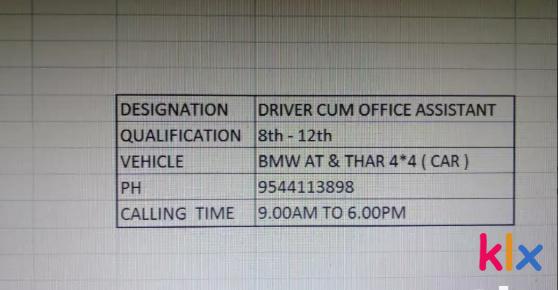 DESIGNATION DRIVER CUM OFFICE ASSISTANT
QUALIFICATION 8th - 12th
VEHICLE BMW AT & THAR 4*4 ( CAR )
PH 9544113898
CALLING TIME 9.00AM TO 6.00PM
klx